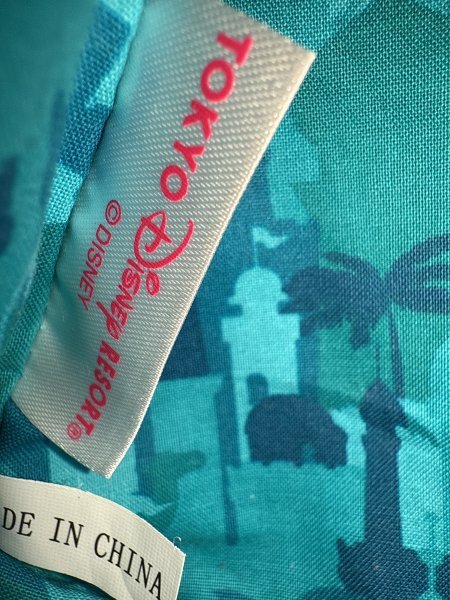 TOKYO DISNEY RESORT®
© DISNEY
DE IN CHINA